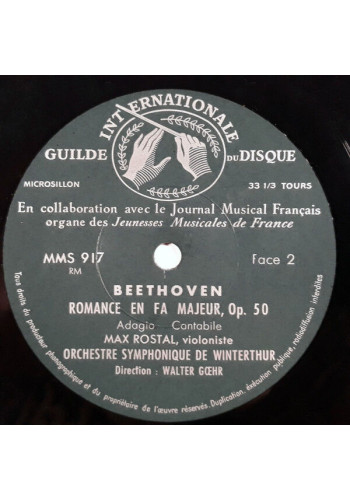 INTERNATIONALE
GUILDE DU DISQUE
MICROSILLON 33 1/3 TOURS
En collaboration avec le Journal Musical Français
organe des Jeunesses Musicales de France
MMS 917 Face 2
RM
BEETHOVEN
ROMANCE EN FA MAJEUR, Op. 50
Adagio Cantabile
MAX ROSTAL, violoniste
ORCHESTRE SYMPHONIQUE DE WINTERTHUR
Direction : WALTER GŒHR
Tous droits du producteur phonographique et du propriétaire de l'œuvre réservés. Duplication, exécution publique, radiodiffusion interdites